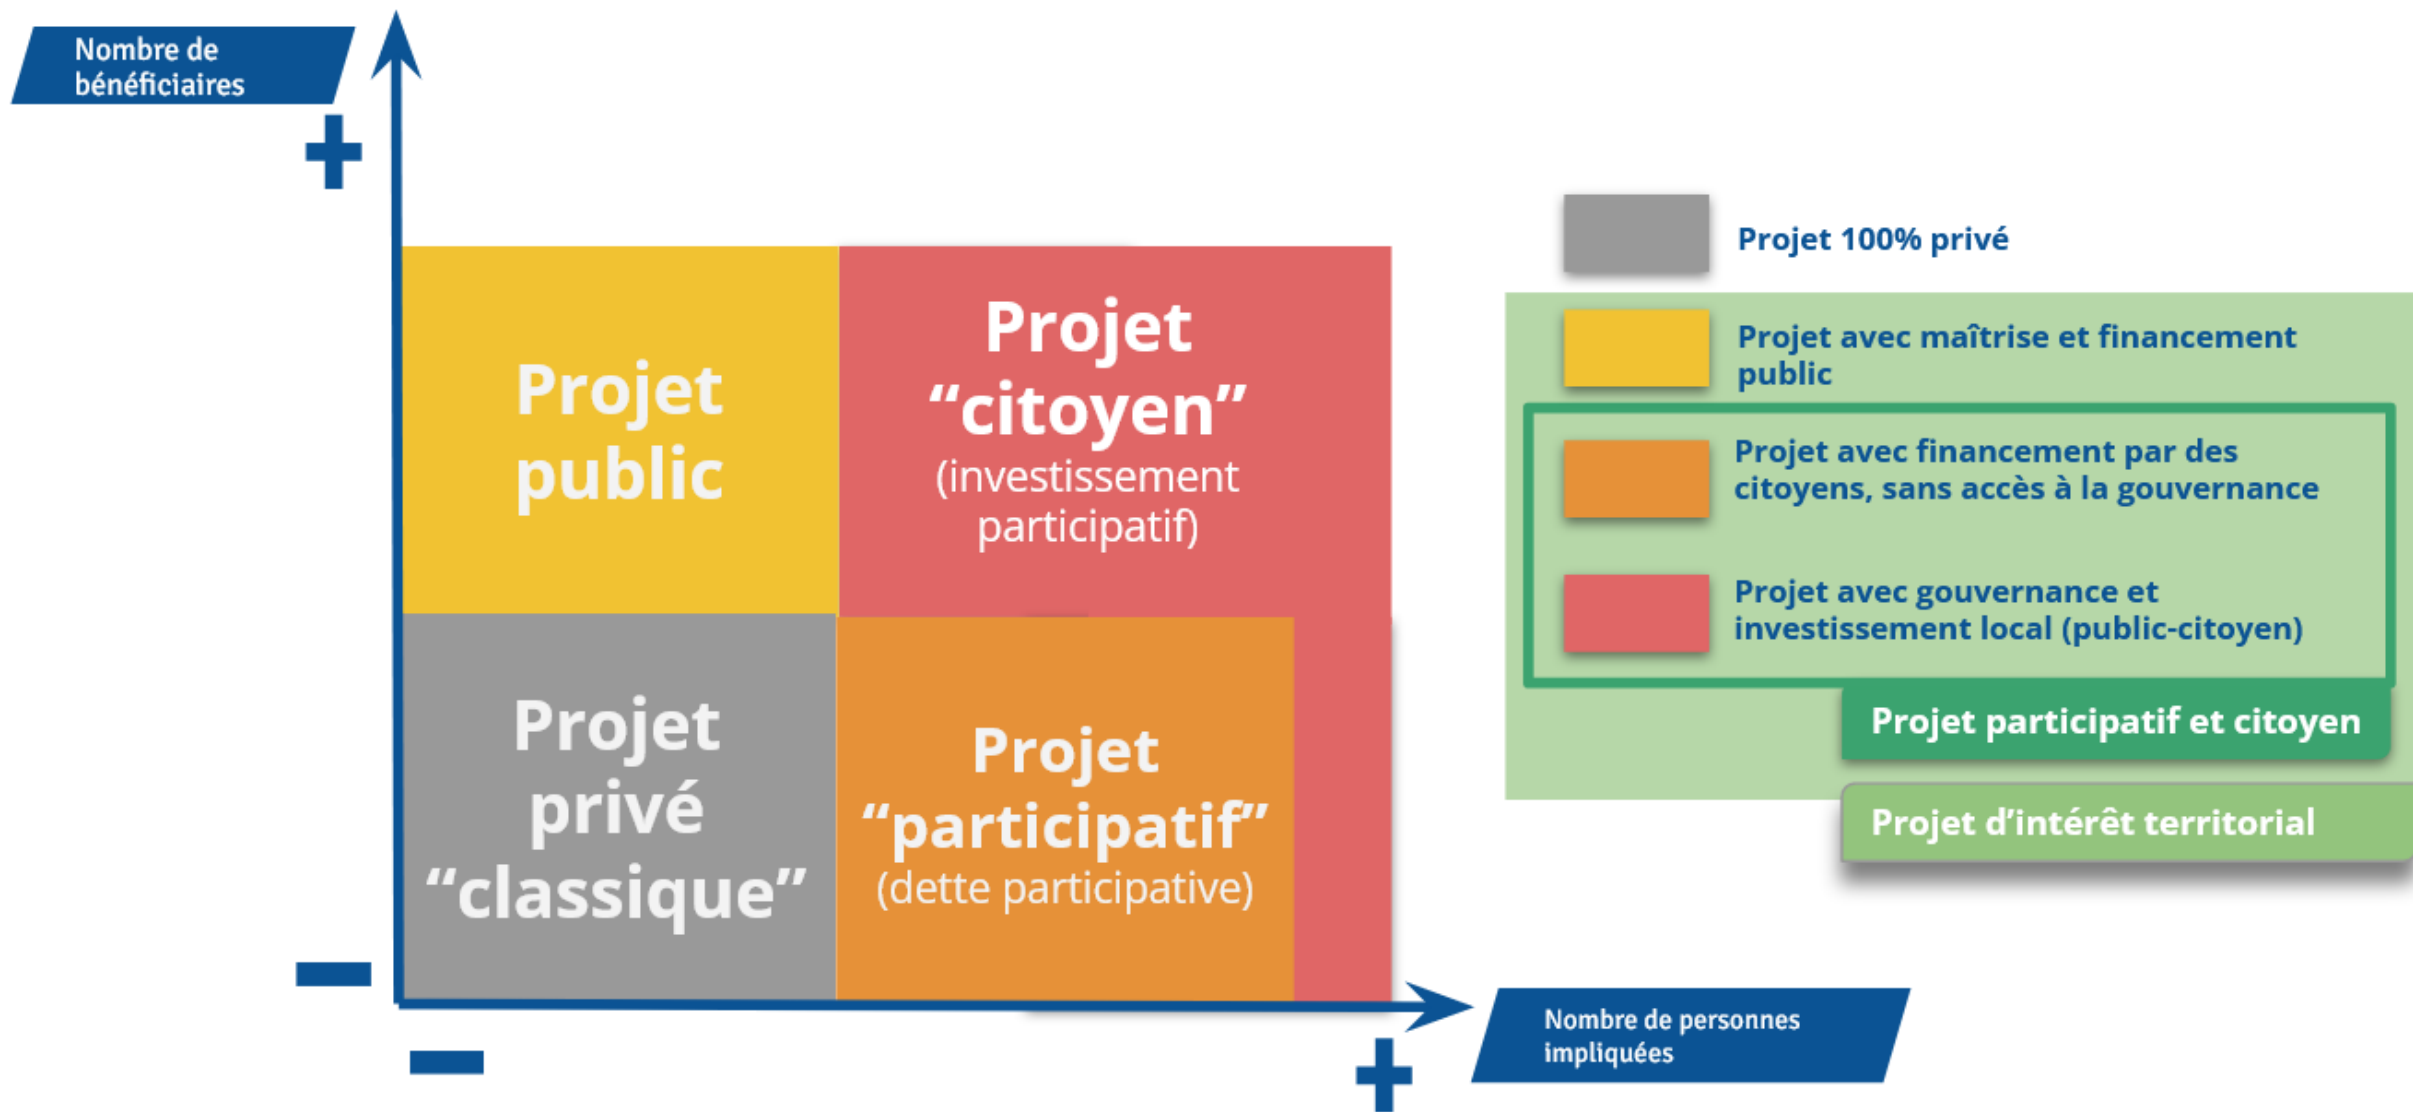 Nombre de
bénéficiaires
Projet
public
Projet
“citoyen”
(investissement
participatif)
Projet
privé
“classique”
Projet
“participatif”
(dette participative)
Nombre de personnes
impliquées
Projet 100% privé
Projet avec maîtrise et financement
public
Projet avec financement par des
citoyens, sans accès à la gouvernance
Projet avec gouvernance et
investissement local (public-citoyen)
Projet participatif et citoyen
Projet d’intérêt territorial